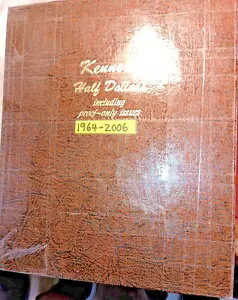 Kennedy
Half Dollars
including
proof-only issues
1964-2006